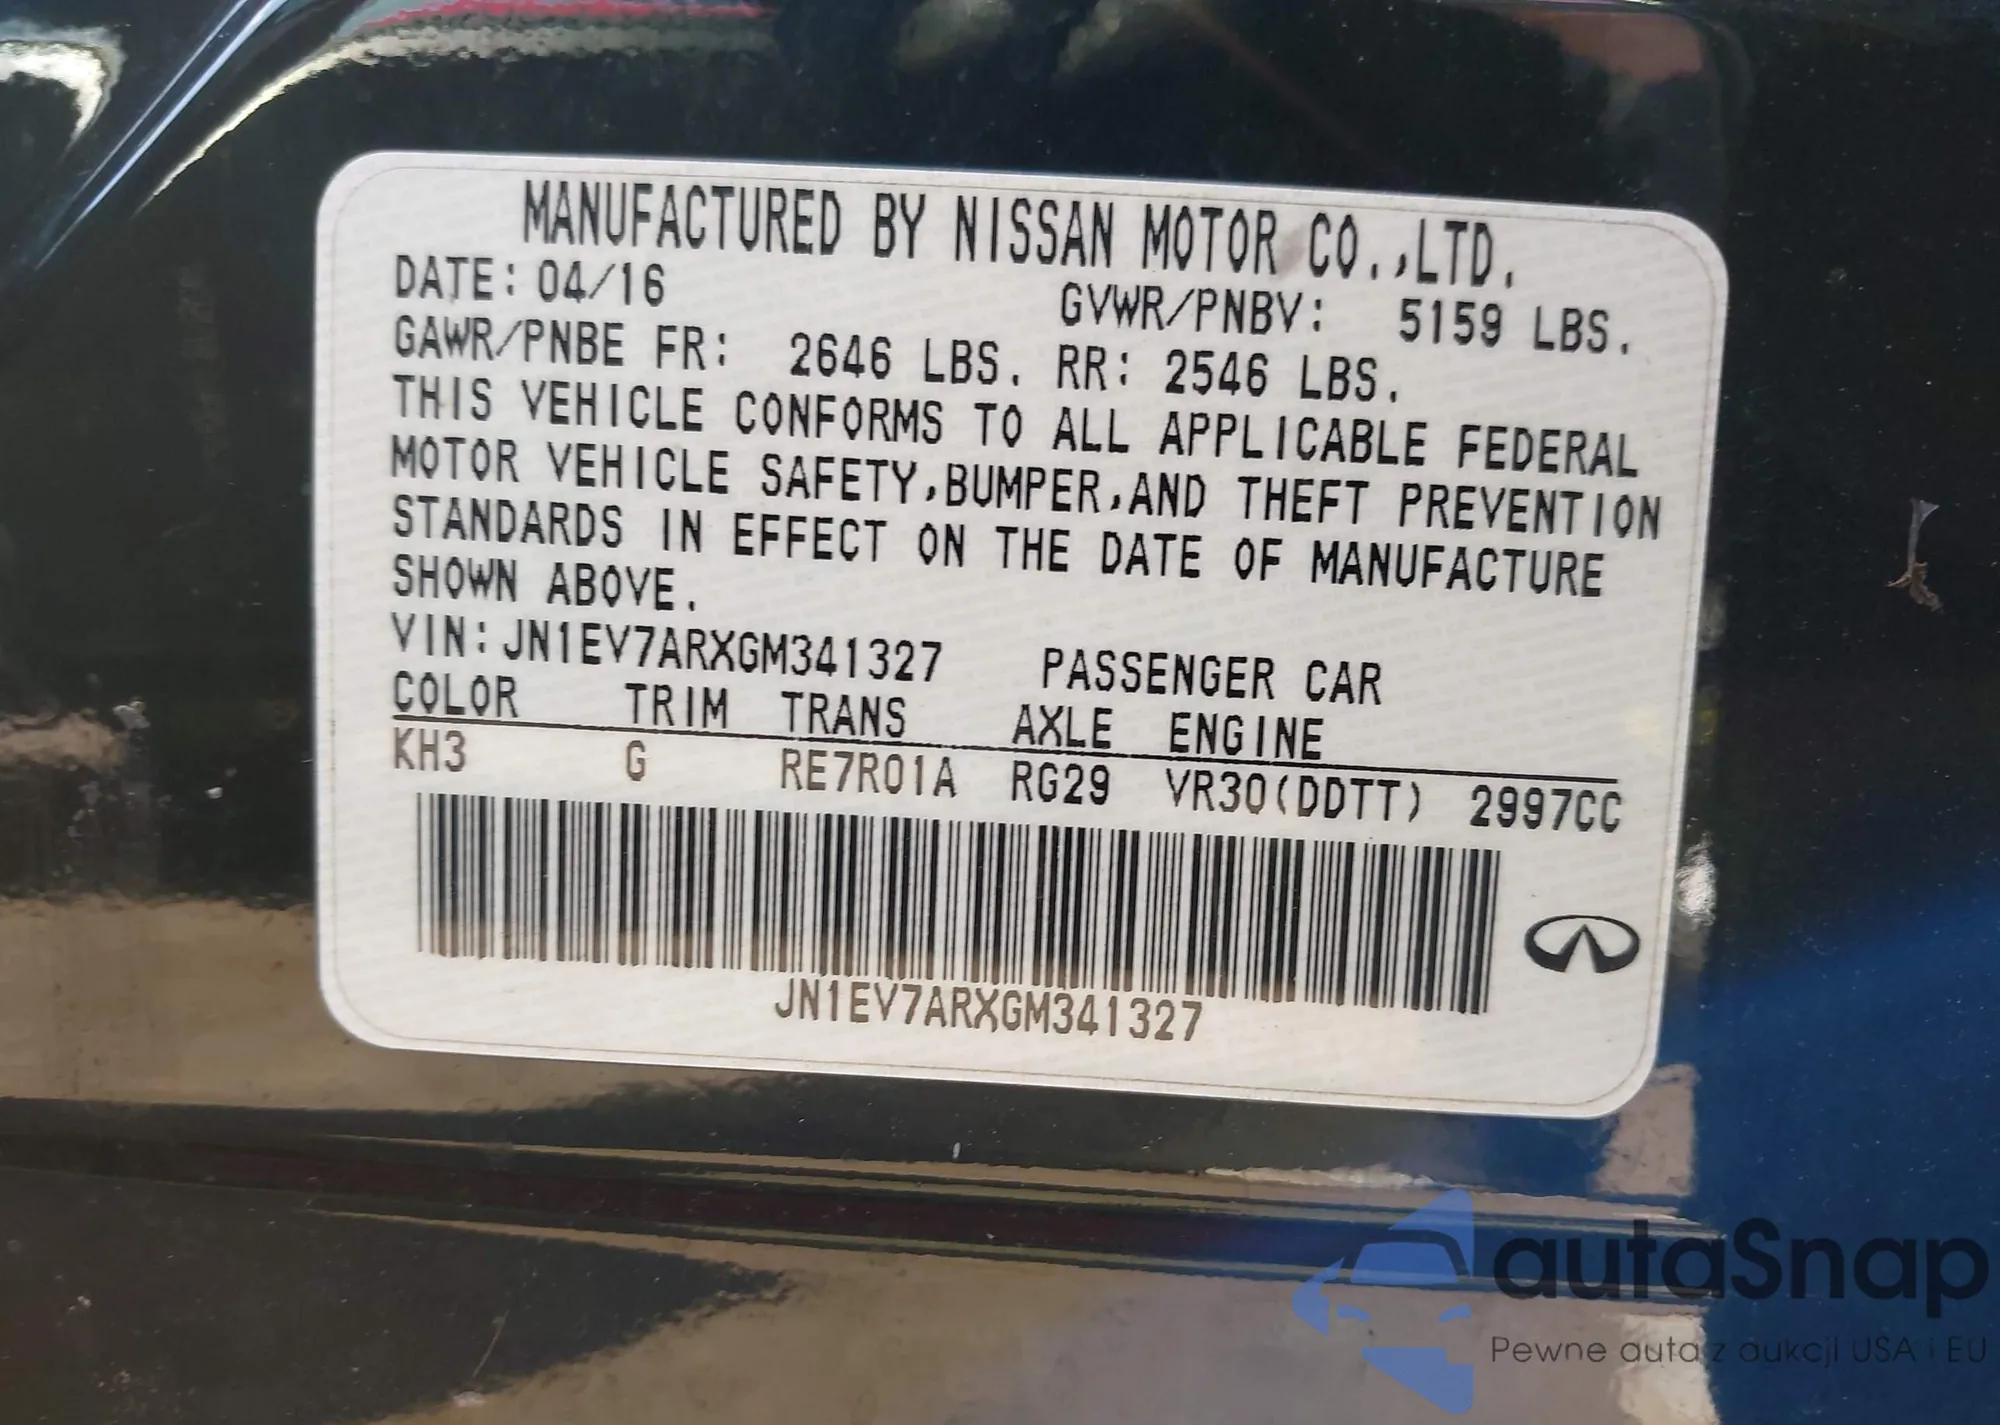 MANUFACTURED BY NISSAN MOTOR CO.,LTD.
DATE: 04/16 GVWR/PNBV: 5159 LBS.
GAWR/PNBE FR: 2646 LBS. RR: 2546 LBS.
THIS VEHICLE CONFORMS TO ALL APPLICABLE FEDERAL
MOTOR VEHICLE SAFETY,BUMPER,AND THEFT PREVENTION
STANDARDS IN EFFECT ON THE DATE OF MANUFACTURE
SHOWN ABOVE.
VIN: JN1EV7ARXGM341327 PASSENGER CAR
COLOR TRIM TRANS AXLE ENGINE
KH3 G RE7R01A RG29 VR30(DDTT) 2997CC
JN1EV7ARXGM341327
autaSnap
Pewne auta z aukcji USA i EU